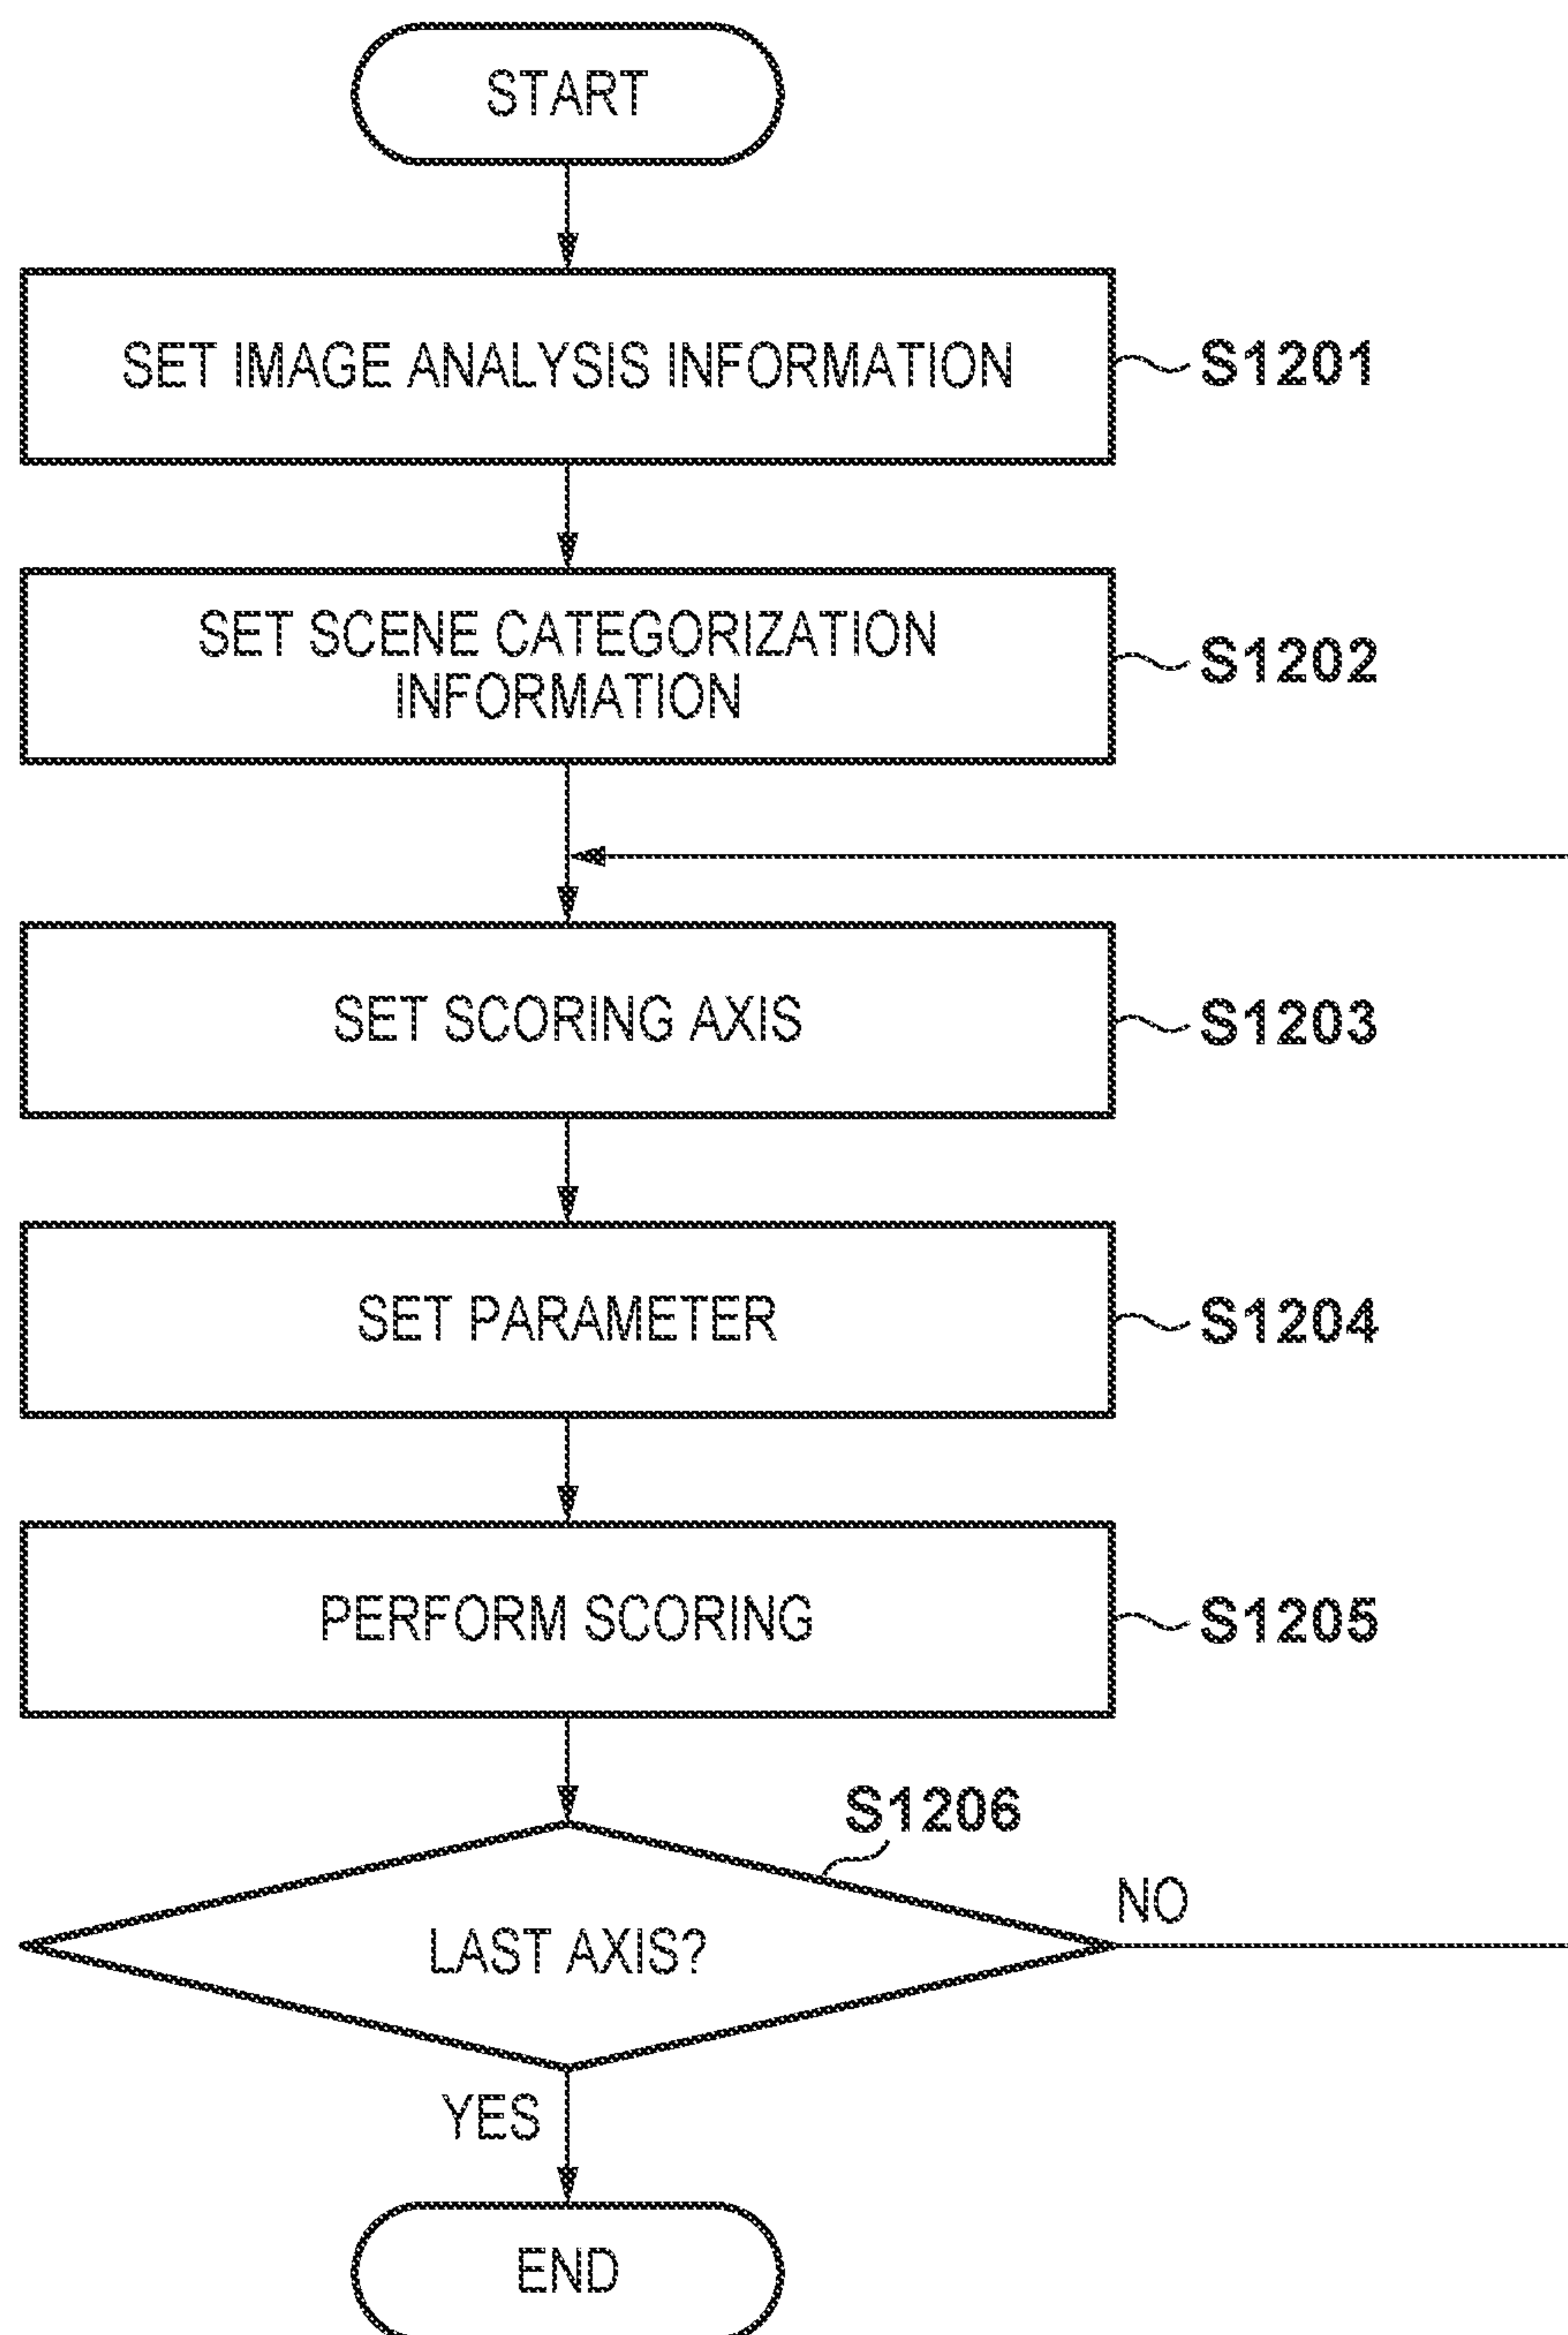 START
SET IMAGE ANALYSIS INFORMATION
S1201
SET SCENE CATEGORIZATION
INFORMATION
S1202
SET SCORING AXIS
S1203
SET PARAMETER
S1204
PERFORM SCORING
S1205
S1206
LAST AXIS?
NO
YES
END